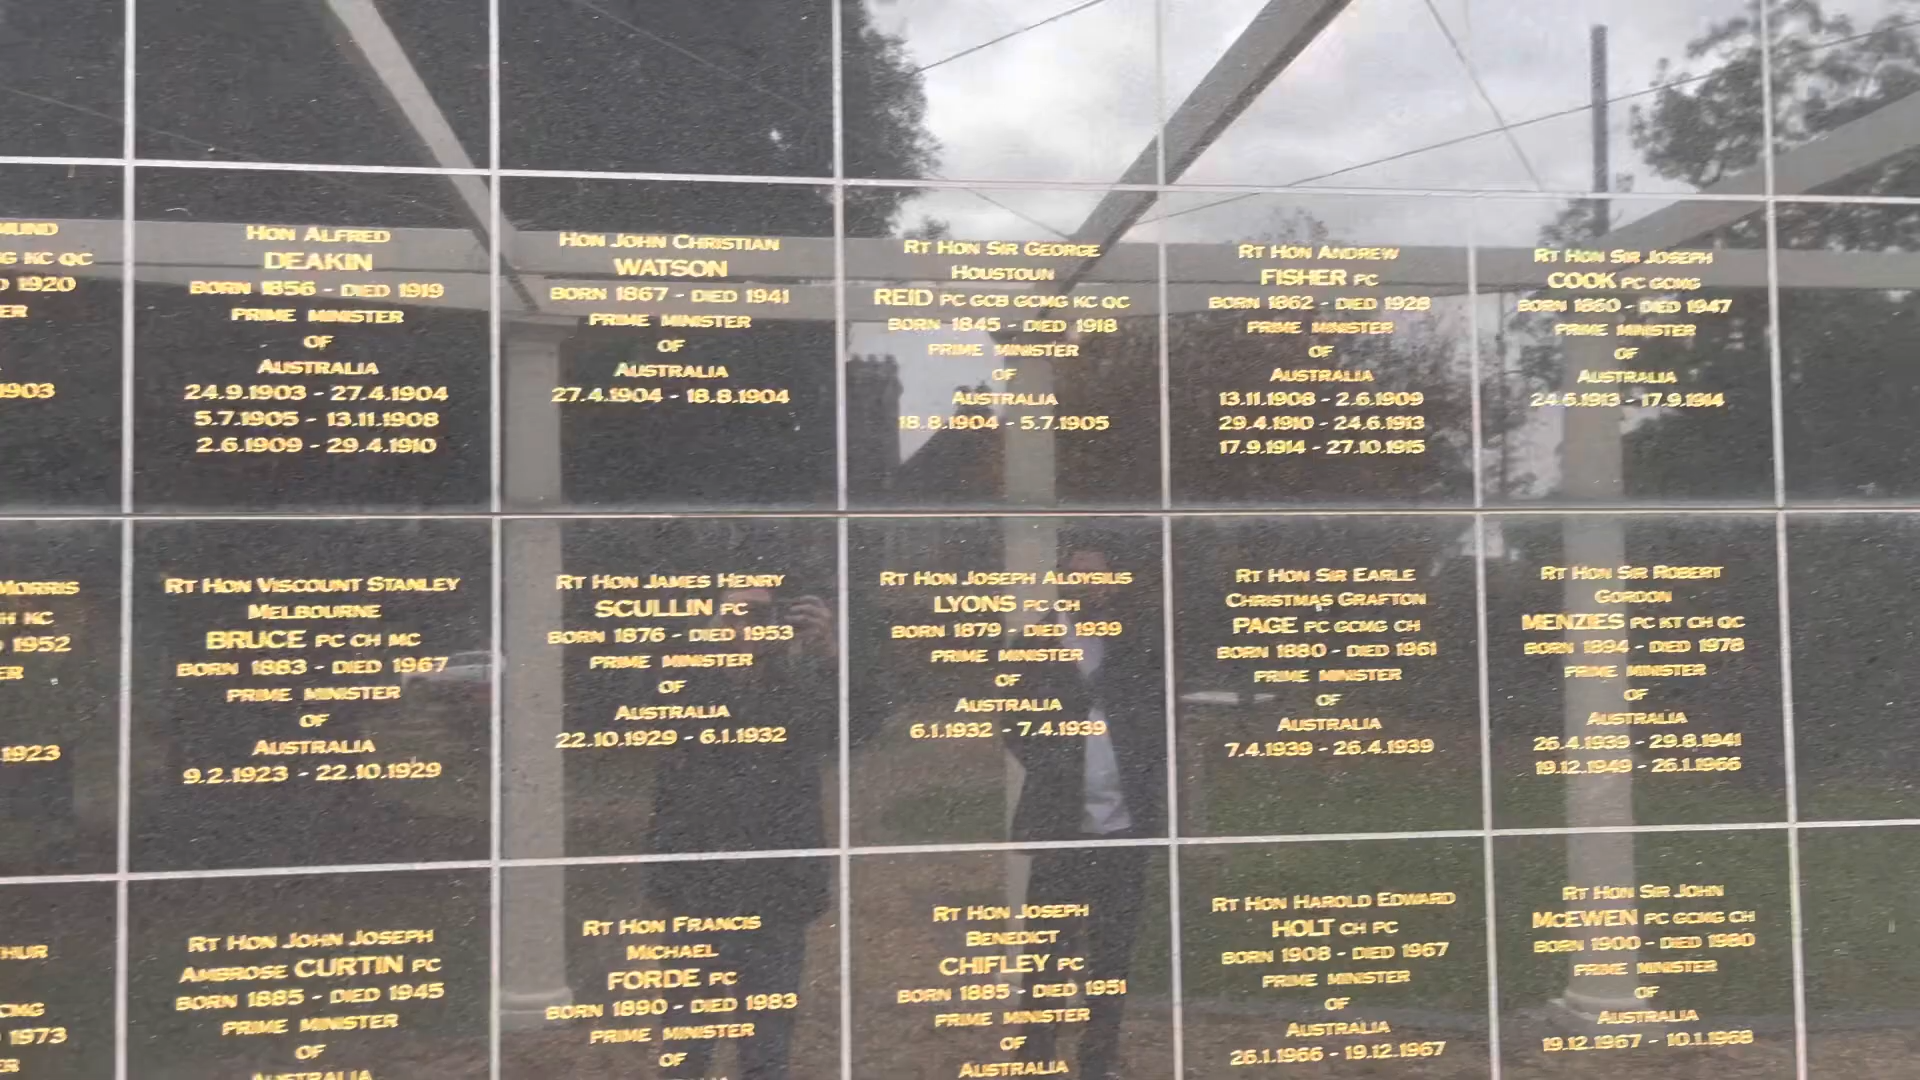 MUND
G KC QC
D 1920
ER
1903
HON ALFRED
DEAKIN
BORN 1856 - DIED 1919
PRIME MINISTER
OF
AUSTRALIA
24.9.1903 - 27.4.1904
5.7.1905 - 13.11.1908
2.6.1909 - 29.4.1910
HON JOHN CHRISTIAN
WATSON
BORN 1867 - DIED 1941
PRIME MINISTER
OF
AUSTRALIA
27.4.1904 - 18.8.1904
RT HON SIR GEORGE
HOUSTOUN
REID PC GCB GCMG KC QC
BORN 1845 - DIED 1918
PRIME MINISTER
OF
AUSTRALIA
18.8.1904 - 5.7.1905
RT HON ANDREW
FISHER PC
BORN 1862 - DIED 1928
PRIME MINISTER
OF
AUSTRALIA
13.11.1908 - 2.6.1909
29.4.1910 - 24.6.1913
17.9.1914 - 27.10.1915
RT HON SIR JOSEPH
COOK PC GCMG
BORN 1860 - DIED 1947
PRIME MINISTER
OF
AUSTRALIA
24.6.1913 - 17.9.1914
MORRIS
H KC
1952
ER
1923
RT HON VISCOUNT STANLEY
MELBOURNE
BRUCE PC CH MC
BORN 1883 - DIED 1967
PRIME MINISTER
OF
AUSTRALIA
9.2.1923 - 22.10.1929
RT HON JAMES HENRY
SCULLIN PC
BORN 1876 - DIED 1953
PRIME MINISTER
OF
AUSTRALIA
22.10.1929 - 6.1.1932
RT HON JOSEPH ALOYSIUS
LYONS PC CH
BORN 1879 - DIED 1939
PRIME MINISTER
OF
AUSTRALIA
6.1.1932 - 7.4.1939
RT HON SIR EARLE
CHRISTMAS GRAFTON
PAGE PC GCMG CH
BORN 1880 - DIED 1961
PRIME MINISTER
OF
AUSTRALIA
7.4.1939 - 26.4.1939
RT HON SIR ROBERT
GORDON
MENZIES PC KT CH QC
BORN 1894 - DIED 1978
PRIME MINISTER
OF
AUSTRALIA
26.4.1939 - 29.8.1941
19.12.1949 - 26.1.1966
HUR
CMG
1973
ER
RT HON JOHN JOSEPH
AMBROSE CURTIN PC
BORN 1885 - DIED 1945
PRIME MINISTER
OF
AUSTRALIA
RT HON FRANCIS
MICHAEL
FORDE PC
BORN 1890 - DIED 1983
PRIME MINISTER
OF
AUSTRALIA
RT HON JOSEPH
BENEDICT
CHIFLEY PC
BORN 1885 - DIED 1951
PRIME MINISTER
OF
AUSTRALIA
RT HON HAROLD EDWARD
HOLT CH PC
BORN 1908 - DIED 1967
PRIME MINISTER
OF
AUSTRALIA
26.1.1966 - 19.12.1967
RT HON SIR JOHN
MCEWEN PC GCMG CH
BORN 1900 - DIED 1980
PRIME MINISTER
OF
AUSTRALIA
19.12.1967 - 10.1.1968